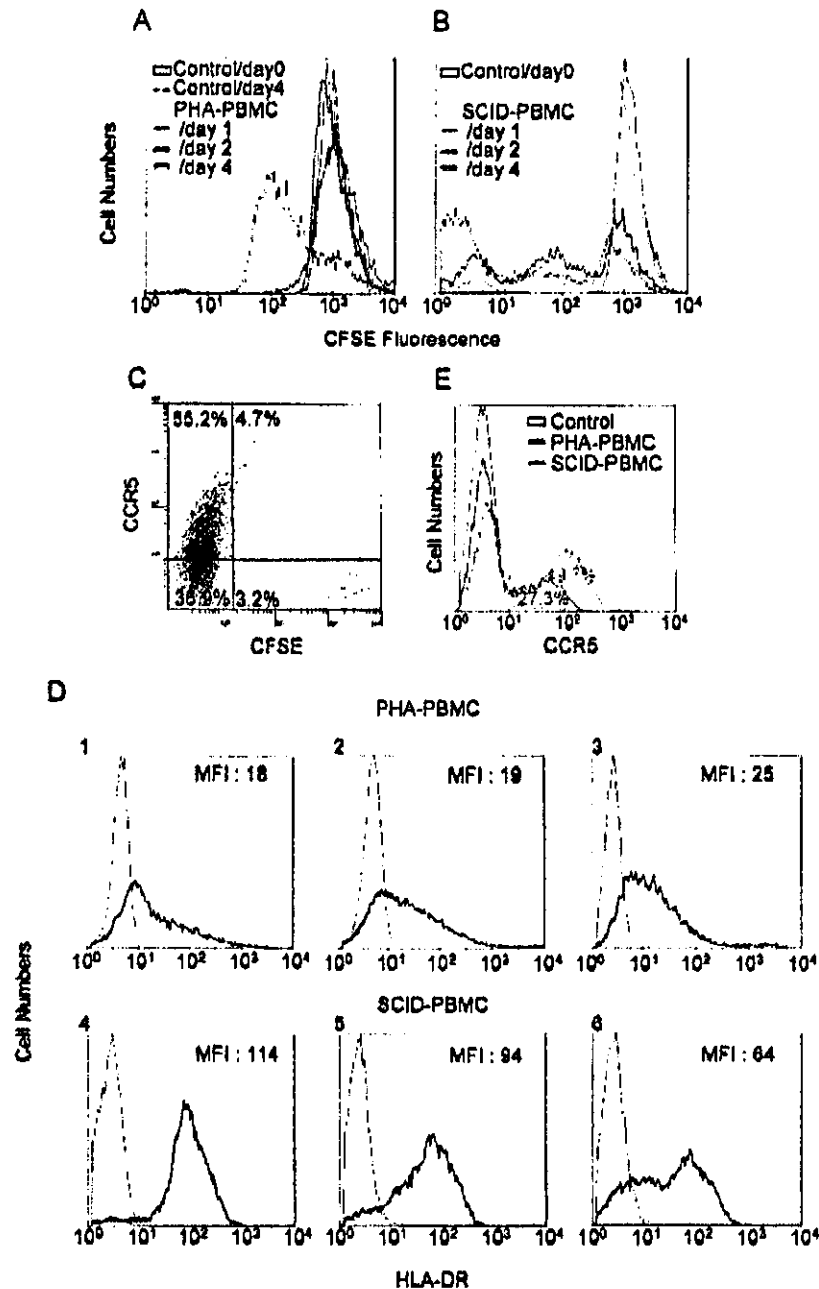 A
Control/day0
Control/day4
PHA-PBMC
/day 1
/day 2
/day 4
Cell Numbers
10⁰ 10¹ 10² 10³ 10⁴
B
Control/day0
SCID-PBMC
/day 1
/day 2
/day 4
10⁰ 10¹ 10² 10³ 10⁴
CFSE Fluorescence
C
4.7%
3.2%
CCR5
CFSE
E
Control
PHA-PBMC
SCID-PBMC
Cell Numbers
27.3%
10⁰ 10¹ 10² 10³ 10⁴
CCR5
D
PHA-PBMC
1
MFI : 18
10⁰ 10¹ 10² 10³ 10⁴
2
MFI : 19
10⁰ 10¹ 10² 10³ 10⁴
3
MFI : 25
10⁰ 10¹ 10² 10³ 10⁴
Cell Numbers
SCID-PBMC
4
MFI : 114
10⁰ 10¹ 10² 10³ 10⁴
5
MFI : 94
10⁰ 10¹ 10² 10³ 10⁴
6
MFI : 64
10⁰ 10¹ 10² 10³ 10⁴
HLA-DR